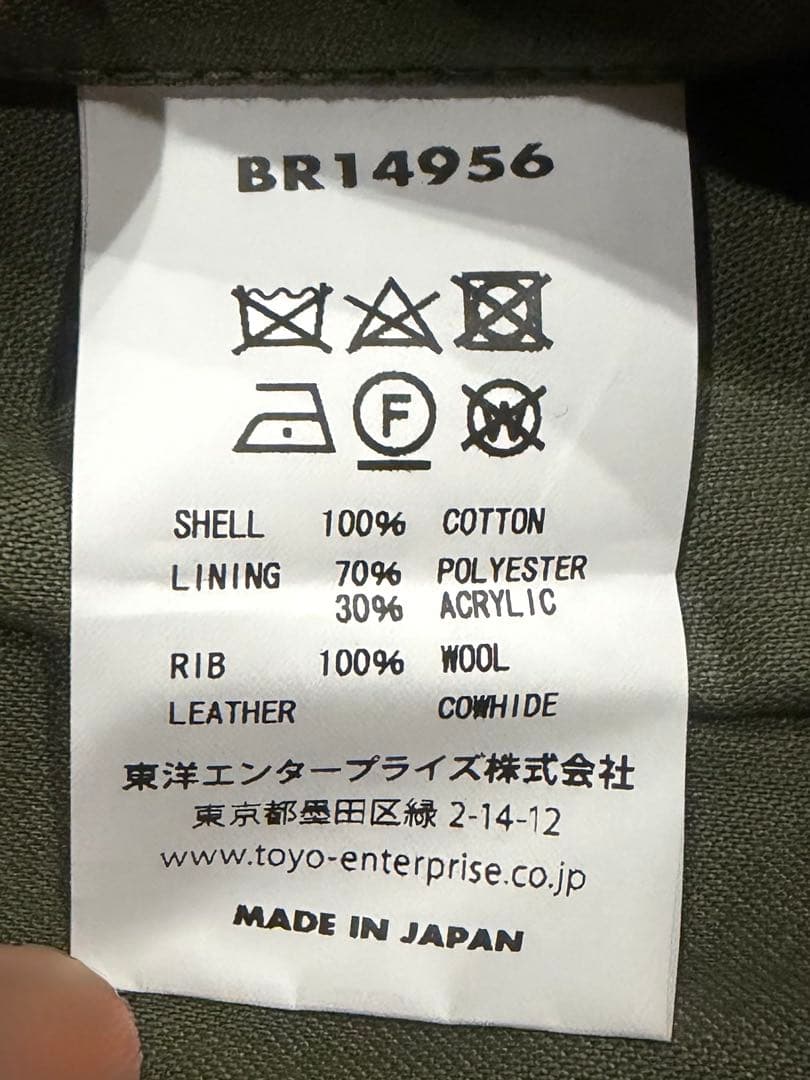 BR14956
F W
SHELL 100% COTTON
LINING 70% POLYESTER
30% ACRYLIC
RIB 100% WOOL
LEATHER COWHIDE
東洋エンタープライズ株式会社
東京都墨田区緑 2-14-12
www.toyo-enterprise.co.jp
MADE IN JAPAN